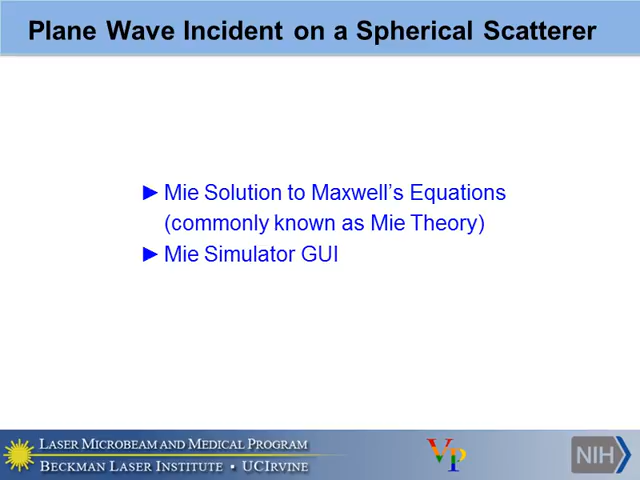 Plane Wave Incident on a Spherical Scatterer
► Mie Solution to Maxwell's Equations
(commonly known as Mie Theory)
► Mie Simulator GUI
LASER MICROBEAM AND MEDICAL PROGRAM
BECKMAN LASER INSTITUTE • UCIRVINE
VP
NIH